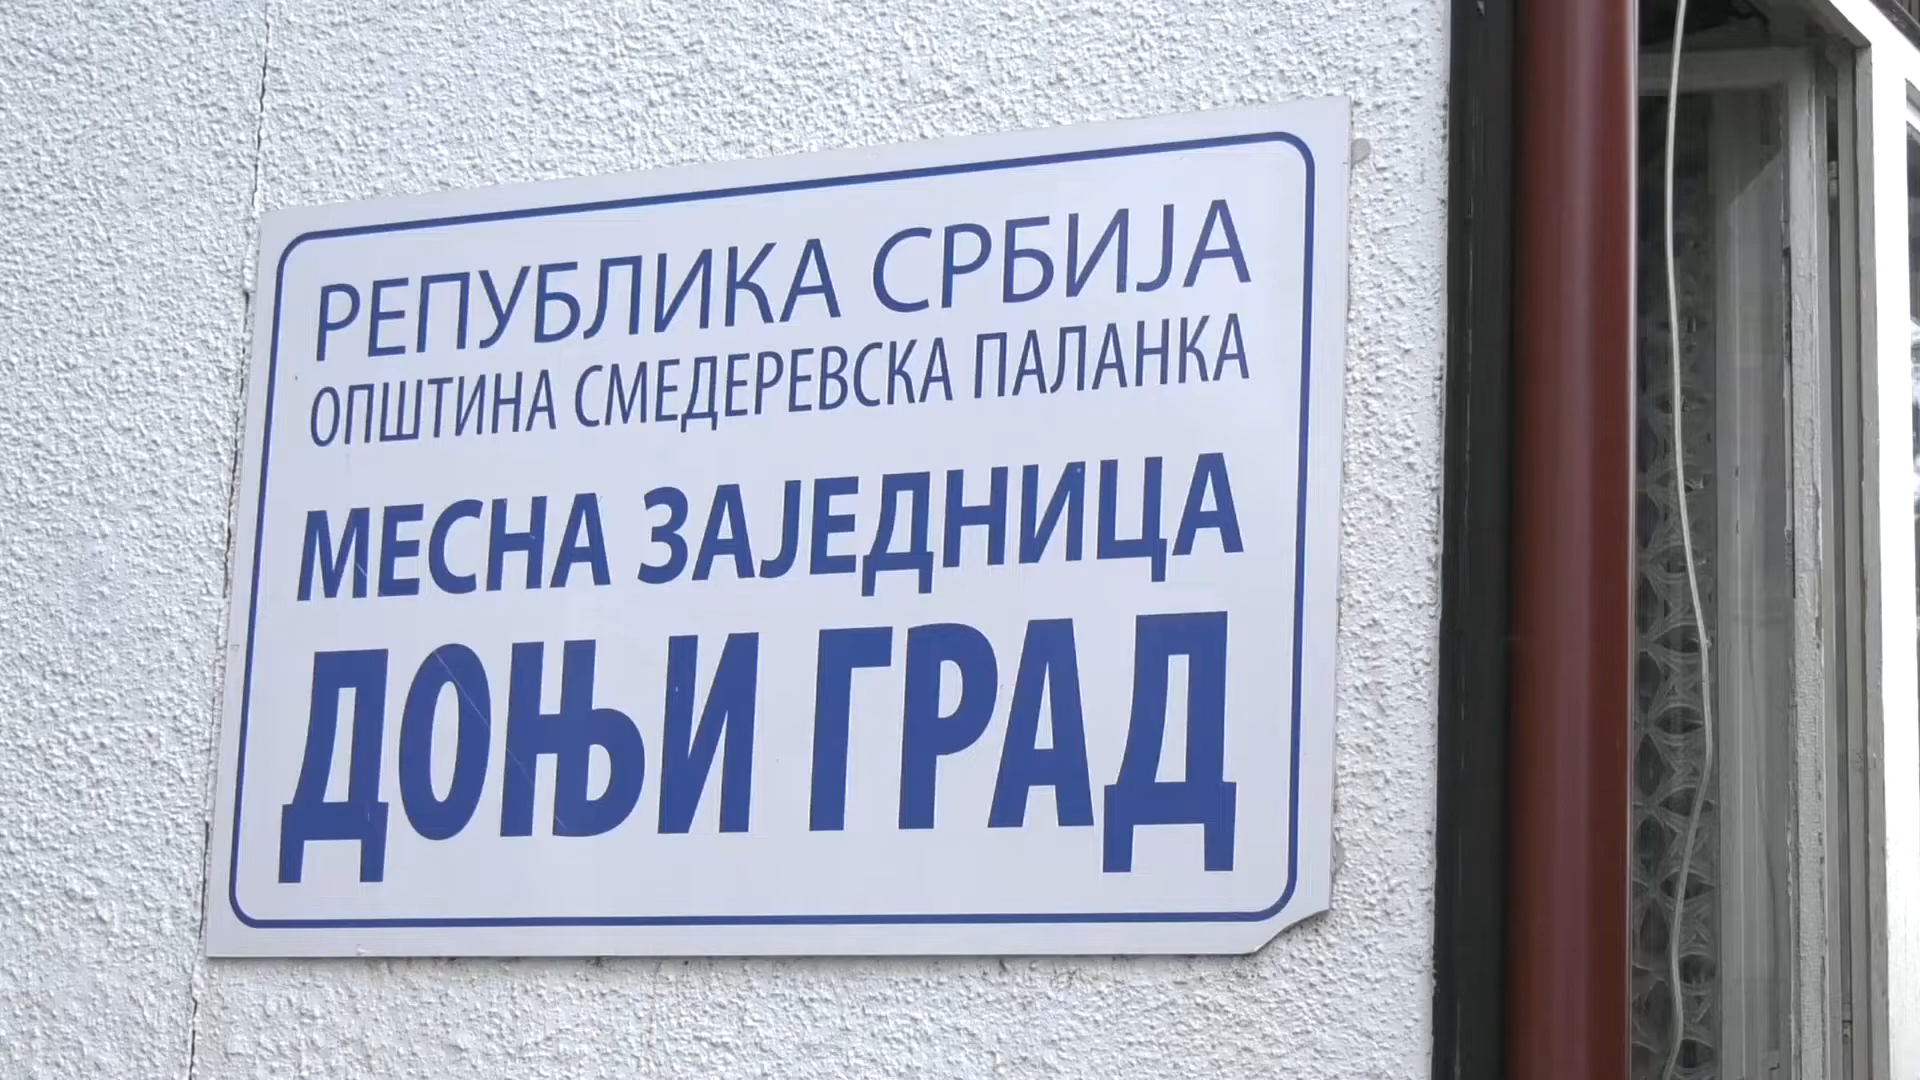 РЕПУБЛИКА СРБИЈА
ОПШТИНА СМЕДЕРЕВСКА ПАЛАНКА
МЕСНА ЗАЈЕДНИЦА
ДОЊИ ГРАД